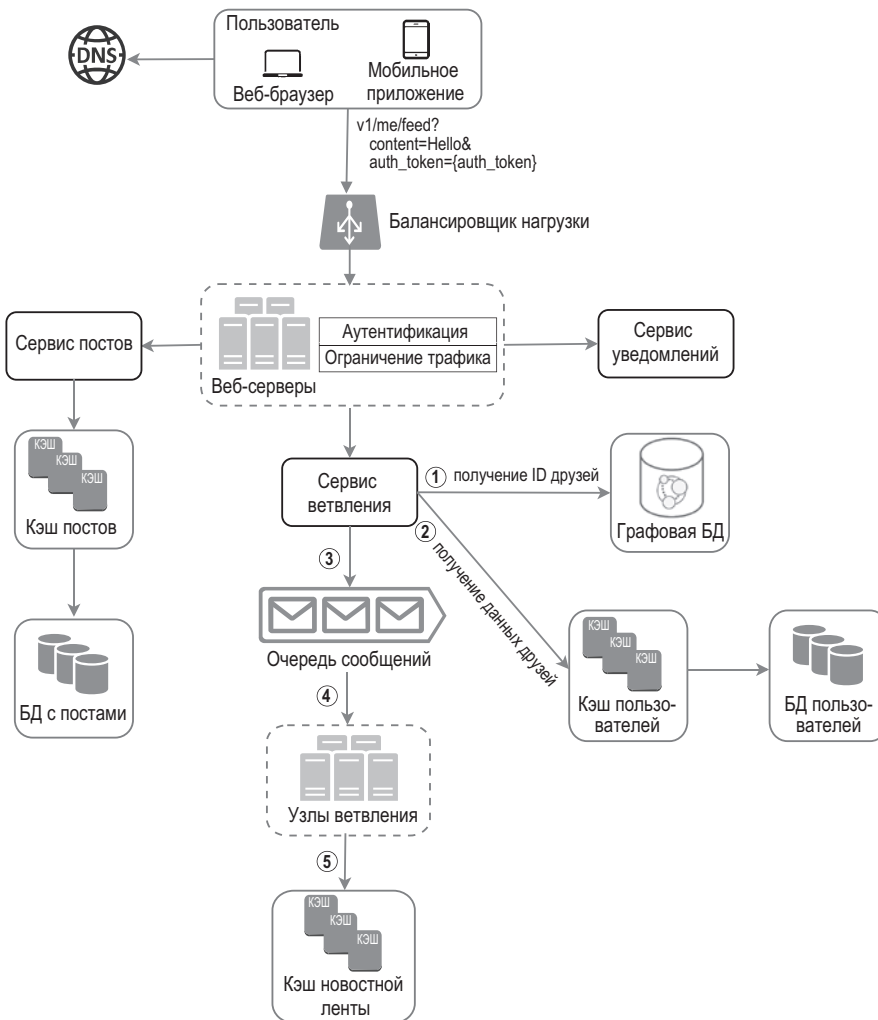 Пользователь
DNS
Веб-браузер
Мобильное
приложение
v1/me/feed?
content=Hello&
auth_token={auth_token}
Балансировщик нагрузки
Сервис постов
Веб-серверы
Аутентификация
Ограничение трафика
Сервис
уведомлений
КЭШ
КЭШ
КЭШ
Кэш постов
БД с постами
Сервис
ветвления
1 получение ID друзей
Графовая БД
2 получение данных друзей
КЭШ
КЭШ
КЭШ
Кэш пользо-
вателей
БД пользо-
вателей
3
Очередь сообщений
4
Узлы ветвления
5
КЭШ
КЭШ
КЭШ
Кэш новостной
ленты